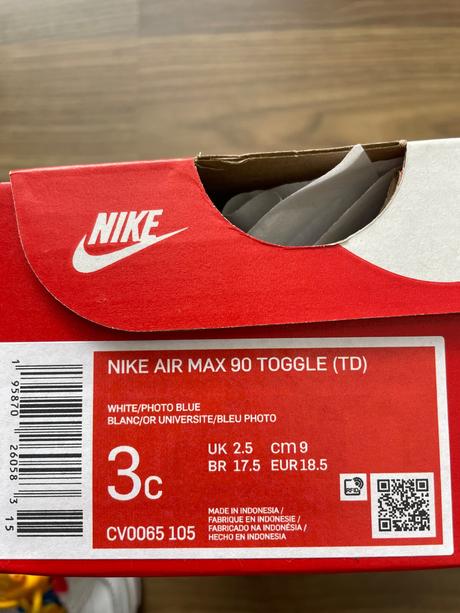 NIKE
NIKE AIR MAX 90 TOGGLE (TD)
WHITE/PHOTO BLUE
BLANC/OR UNIVERSITE/BLEU PHOTO
3C
UK 2.5 cm 9
BR 17.5 EUR 18.5
CV0065 105
MADE IN INDONESIA /
FABRIQUE EN INDONESIE /
FABRICADO NA INDONÉSIA /
HECHO EN INDONESIA
1 95870 26058 3 15